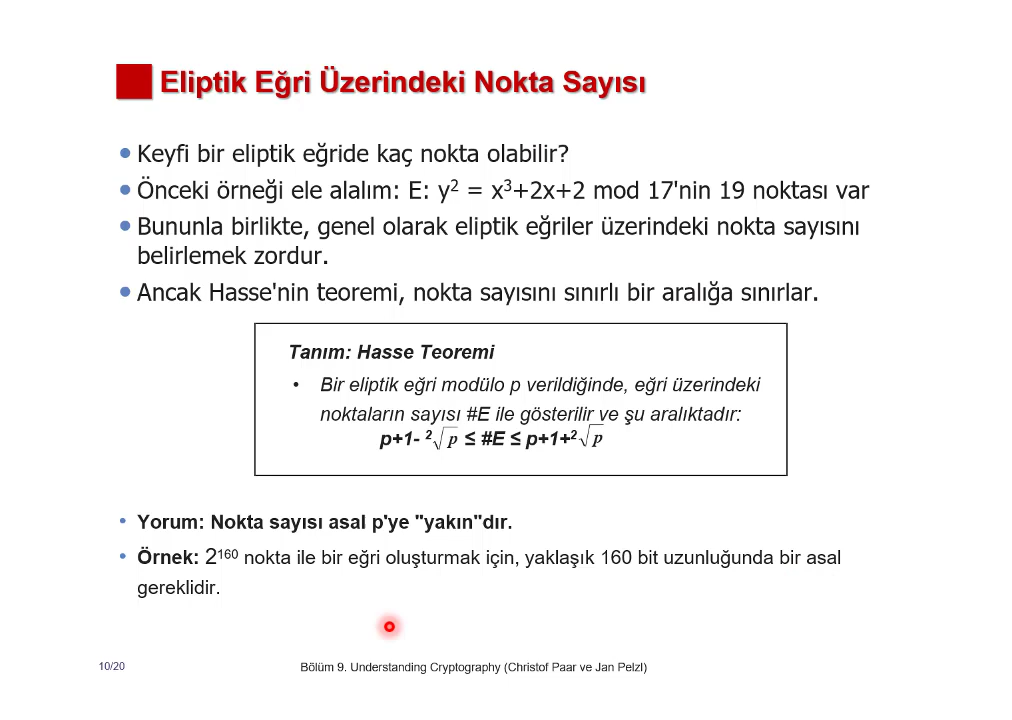 Eliptik Eğri Üzerindeki Nokta Sayısı
• Keyfi bir eliptik eğride kaç nokta olabilir?
• Önceki örneği ele alalım: E: y² = x³+2x+2 mod 17'nin 19 noktası var
• Bununla birlikte, genel olarak eliptik eğriler üzerindeki nokta sayısını
belirlemek zordur.
• Ancak Hasse'nin teoremi, nokta sayısını sınırlı bir aralığa sınırlar.
Tanım: Hasse Teoremi
• Bir eliptik eğri modülo p verildiğinde, eğri üzerindeki
noktaların sayısı #E ile gösterilir ve şu aralıktadır:
p+1- ²√p ≤ #E ≤ p+1+²√p
• Yorum: Nokta sayısı asal p'ye "yakın"dır.
• Örnek: 2¹⁶⁰ nokta ile bir eğri oluşturmak için, yaklaşık 160 bit uzunluğunda bir asal
gereklidir.
10/20
Bölüm 9. Understanding Cryptography (Christof Paar ve Jan Pelzl)